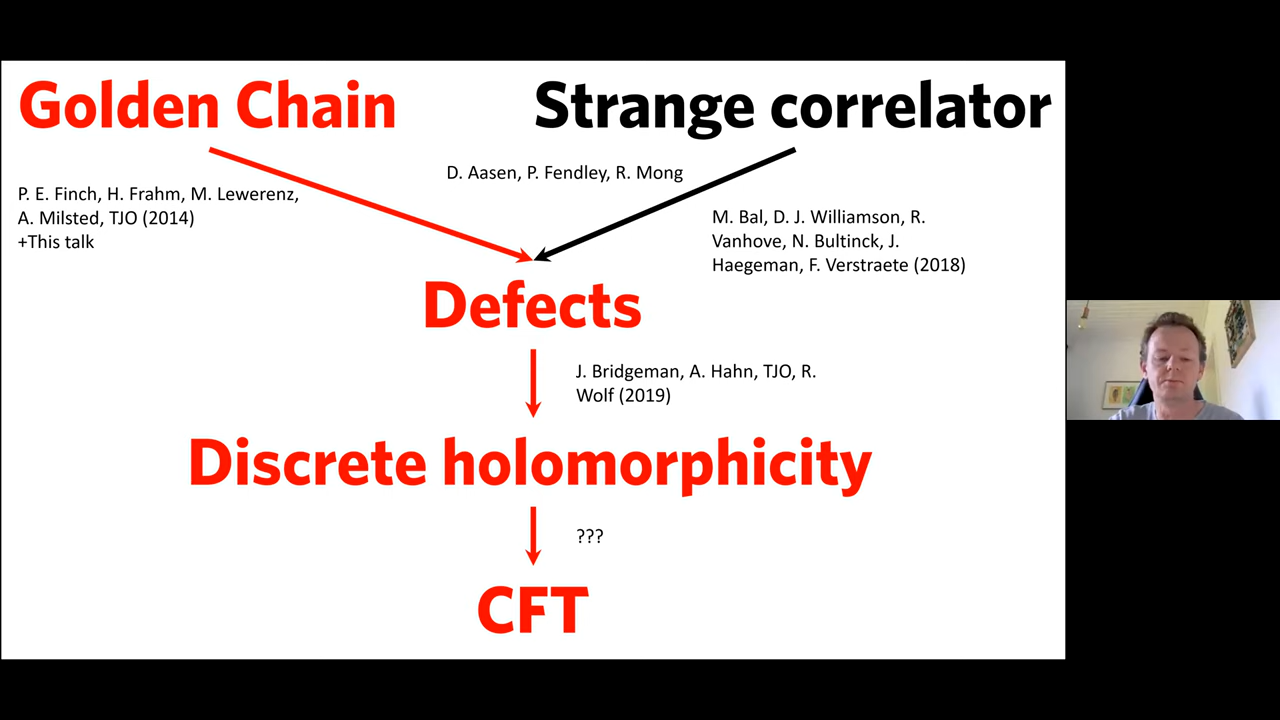 Golden Chain
Strange correlator
D. Aasen, P. Fendley, R. Mong
P. E. Finch, H. Frahm, M. Lewerenz,
A. Milsted, TJO (2014)
+This talk
M. Bal, D. J. Williamson, R.
Vanhove, N. Bultinck, J.
Haegeman, F. Verstraete (2018)
Defects
J. Bridgeman, A. Hahn, TJO, R.
Wolf (2019)
Discrete holomorphicity
???
CFT